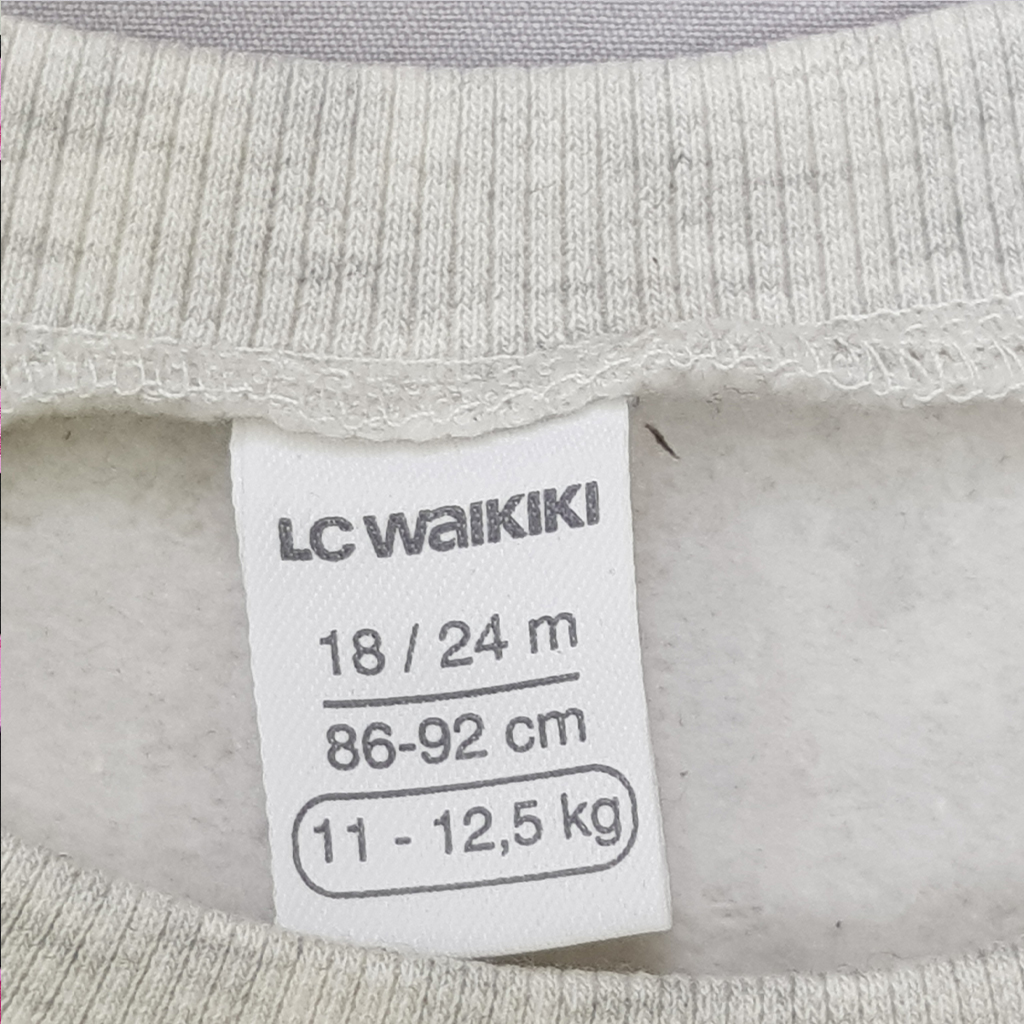 LC WaIKIKI
18 / 24 m
86-92 cm
11 - 12,5 kg